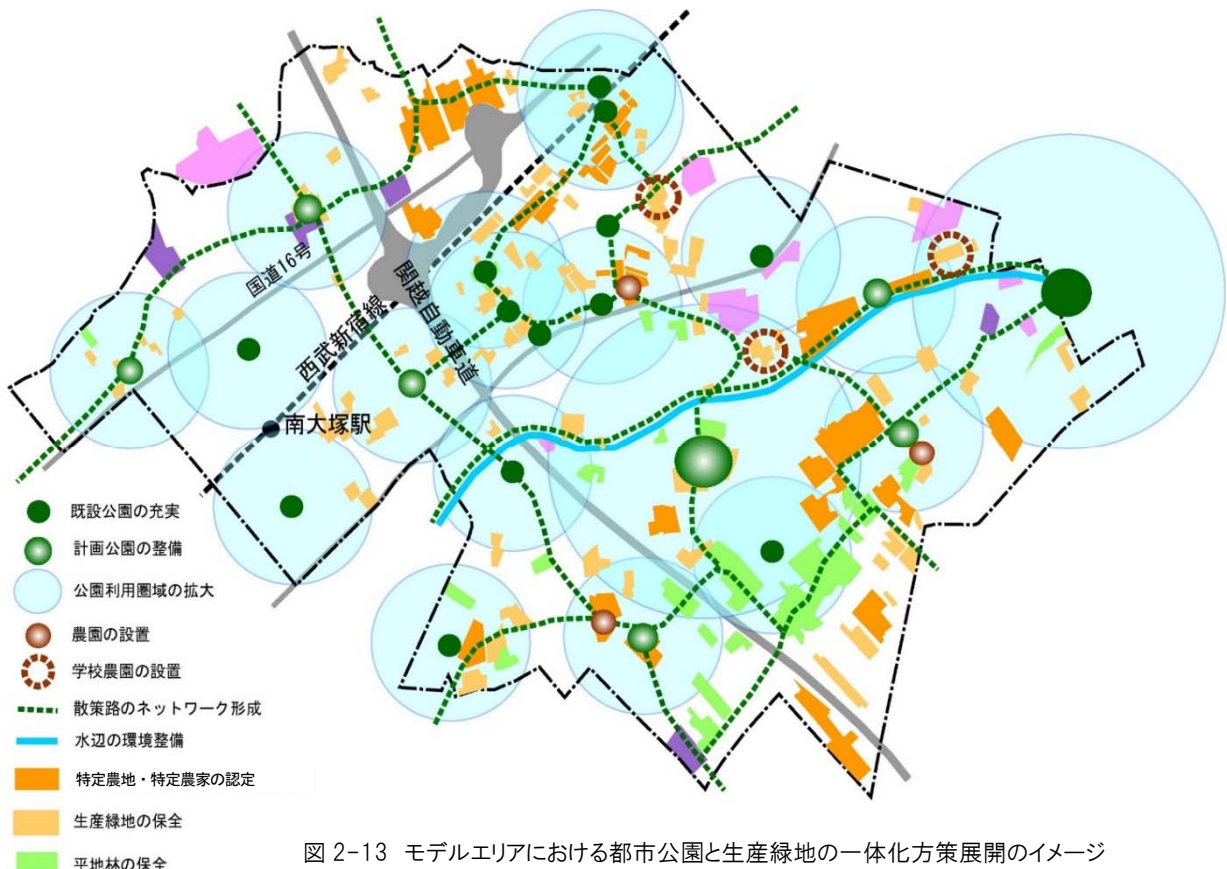 国道16号
西武新宿線
関越自動車道
南大塚駅
既設公園の充実
計画公園の整備
公園利用圏域の拡大
農園の設置
学校農園の設置
散策路のネットワーク形成
水辺の環境整備
特定農地・特定農家の認定
生産緑地の保全
平地林の保全
図 2-13 モデルエリアにおける都市公園と生産緑地の一体化方策展開のイメージ